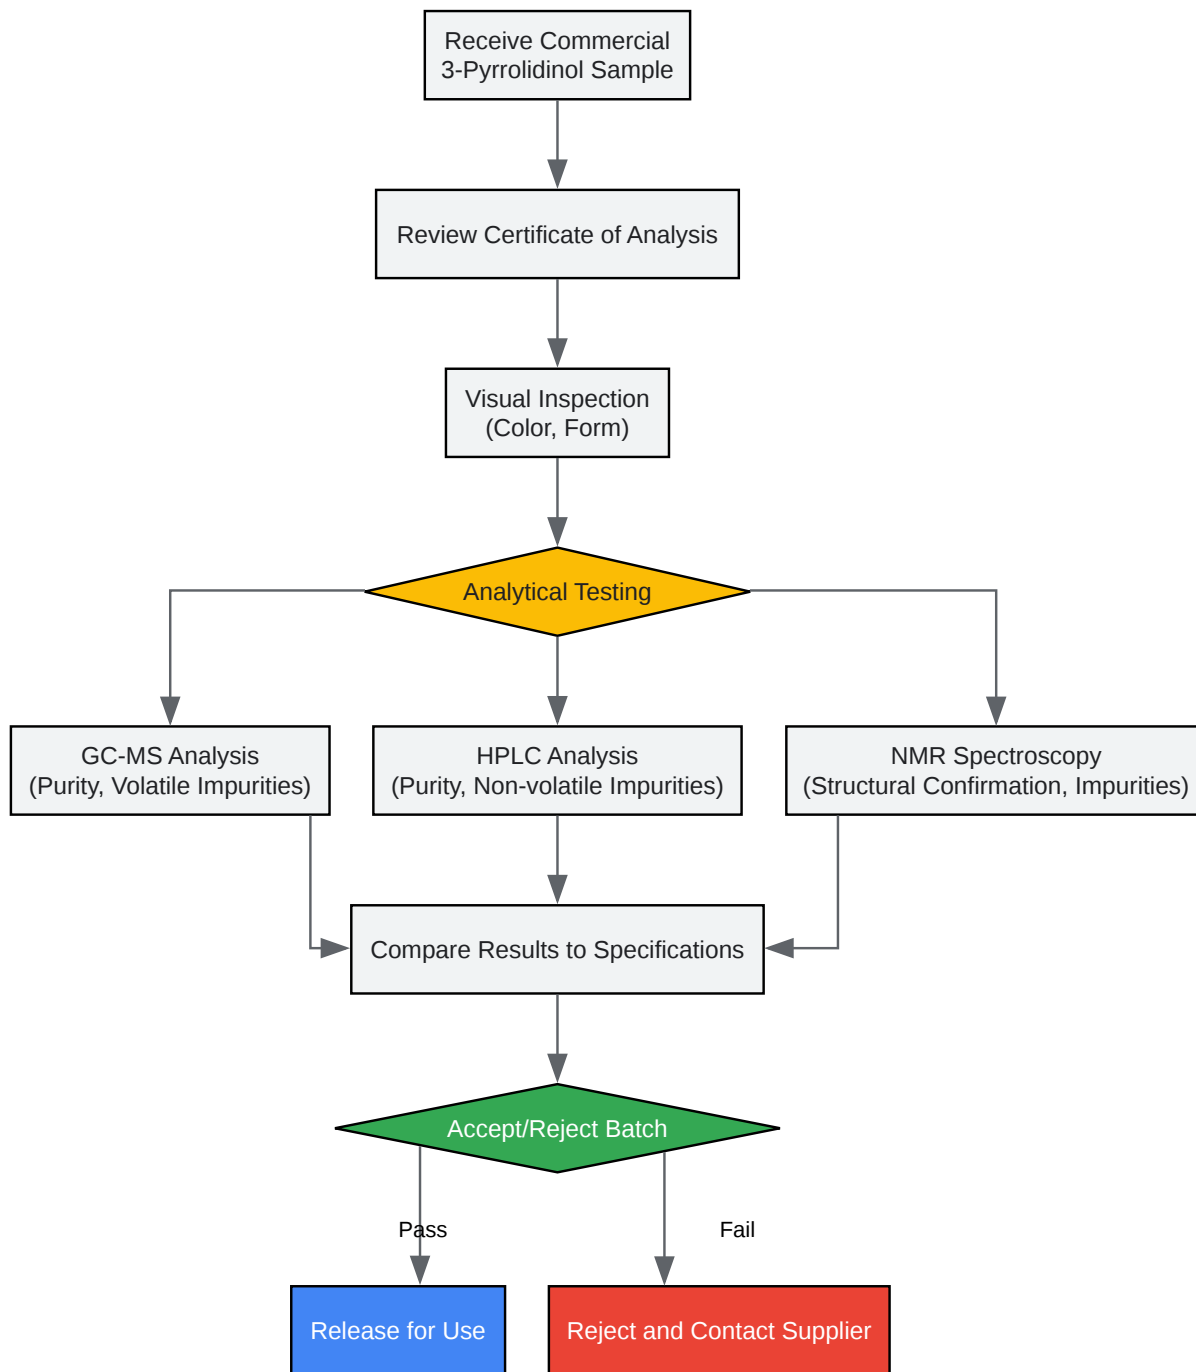 Receive Commercial
3-Pyrrolidinol Sample
Review Certificate of Analysis
Visual Inspection
(Color, Form)
Analytical Testing
GC-MS Analysis
(Purity, Volatile Impurities)
HPLC Analysis
(Purity, Non-volatile Impurities)
NMR Spectroscopy
(Structural Confirmation, Impurities)
Compare Results to Specifications
Accept/Reject Batch
Pass
Fail
Release for Use
Reject and Contact Supplier